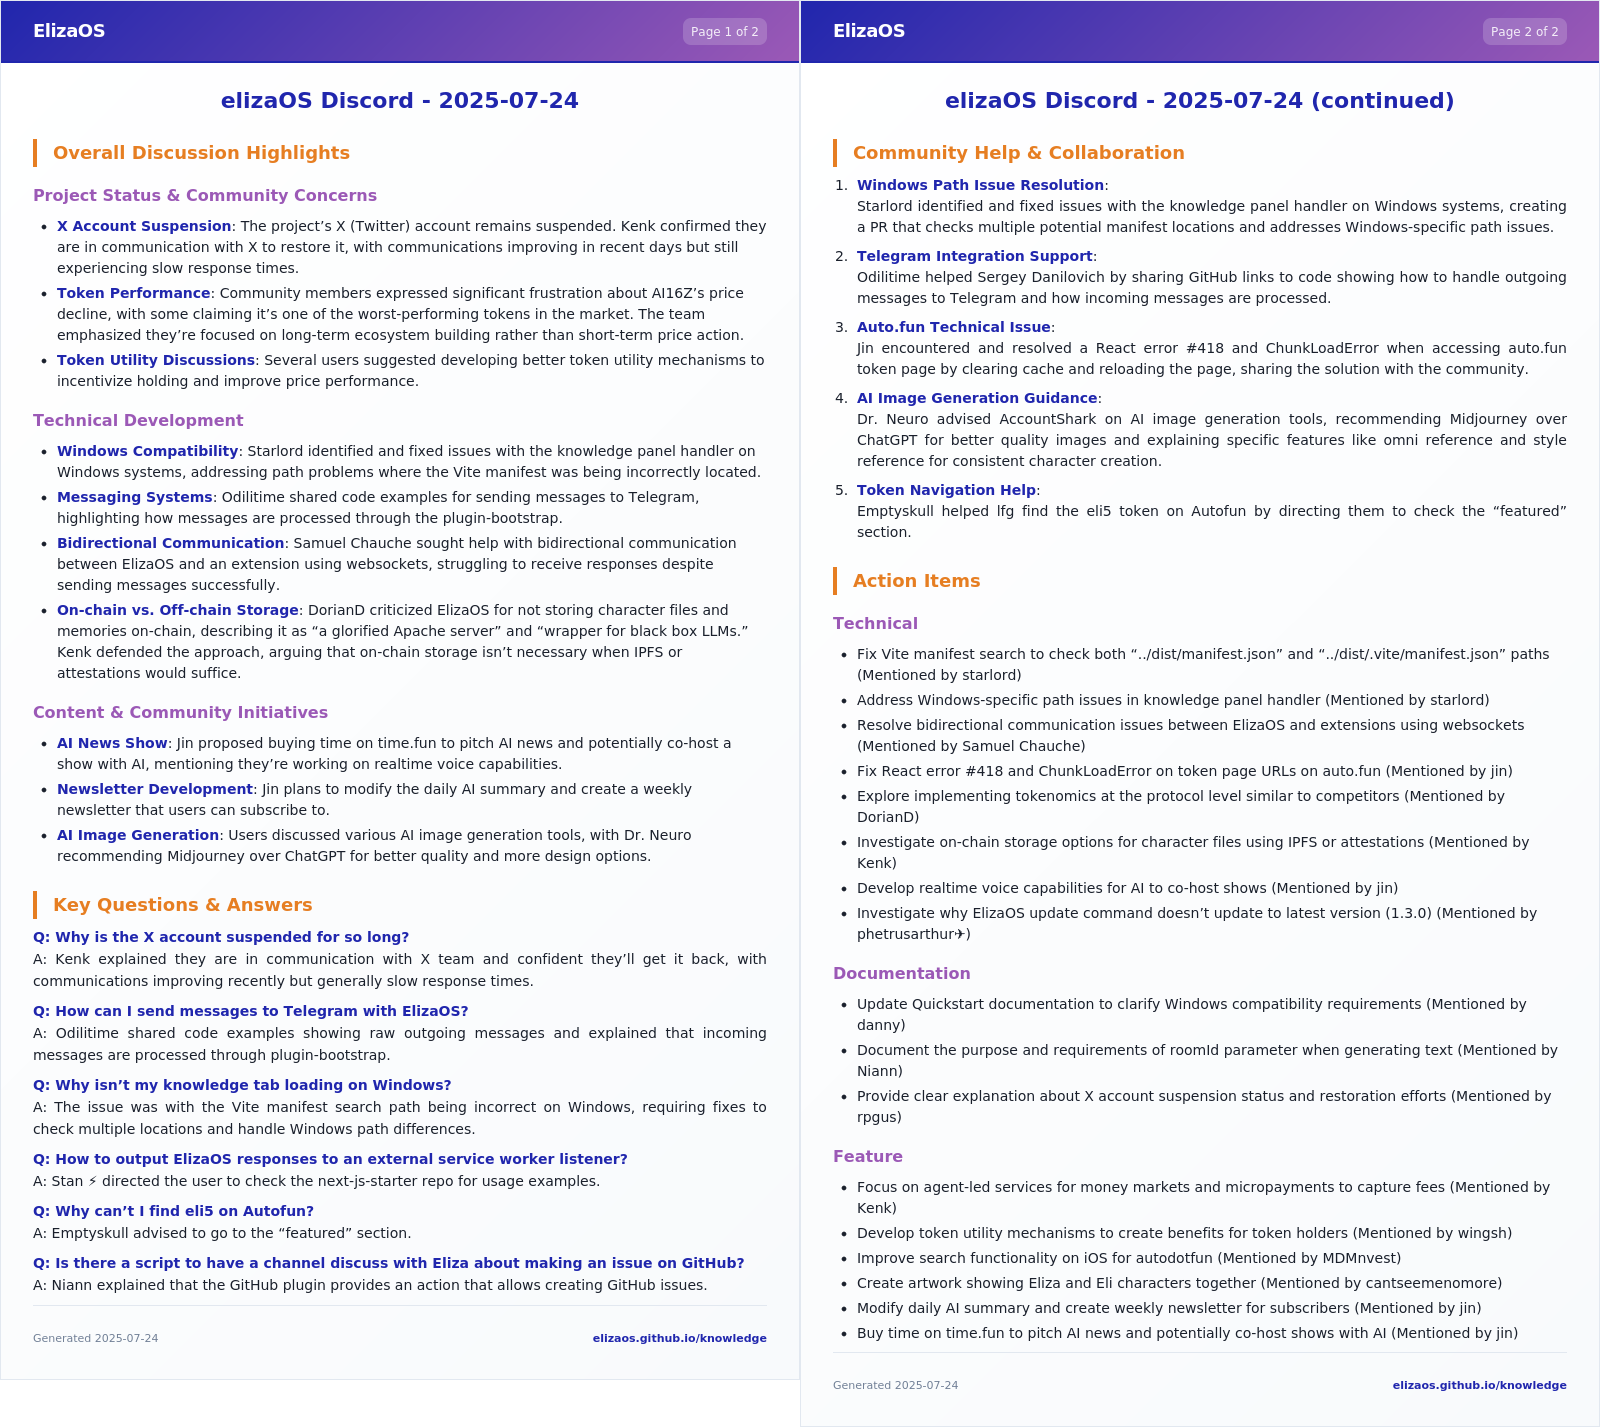 ElizaOS
Page 1 of 2
elizaOS Discord - 2025-07-24
Overall Discussion Highlights
Project Status & Community Concerns
• X Account Suspension: The project’s X (Twitter) account remains suspended. Kenk confirmed they
are in communication with X to restore it, with communications improving in recent days but still
experiencing slow response times.
• Token Performance: Community members expressed significant frustration about AI16Z’s price
decline, with some claiming it’s one of the worst-performing tokens in the market. The team
emphasized they’re focused on long-term ecosystem building rather than short-term price action.
• Token Utility Discussions: Several users suggested developing better token utility mechanisms to
incentivize holding and improve price performance.
Technical Development
• Windows Compatibility: Starlord identified and fixed issues with the knowledge panel handler on
Windows systems, addressing path problems where the Vite manifest was being incorrectly located.
• Messaging Systems: Odilitime shared code examples for sending messages to Telegram,
highlighting how messages are processed through the plugin-bootstrap.
• Bidirectional Communication: Samuel Chauche sought help with bidirectional communication
between ElizaOS and an extension using websockets, struggling to receive responses despite
sending messages successfully.
• On-chain vs. Off-chain Storage: DorianD criticized ElizaOS for not storing character files and
memories on-chain, describing it as “a glorified Apache server” and “wrapper for black box LLMs.”
Kenk defended the approach, arguing that on-chain storage isn’t necessary when IPFS or
attestations would suffice.
Content & Community Initiatives
• AI News Show: Jin proposed buying time on time.fun to pitch AI news and potentially co-host a
show with AI, mentioning they’re working on realtime voice capabilities.
• Newsletter Development: Jin plans to modify the daily AI summary and create a weekly
newsletter that users can subscribe to.
• AI Image Generation: Users discussed various AI image generation tools, with Dr. Neuro
recommending Midjourney over ChatGPT for better quality and more design options.
Key Questions & Answers
Q: Why is the X account suspended for so long?
A: Kenk explained they are in communication with X team and confident they’ll get it back, with
communications improving recently but generally slow response times.
Q: How can I send messages to Telegram with ElizaOS?
A: Odilitime shared code examples showing raw outgoing messages and explained that incoming
messages are processed through plugin-bootstrap.
Q: Why isn’t my knowledge tab loading on Windows?
A: The issue was with the Vite manifest search path being incorrect on Windows, requiring fixes to
check multiple locations and handle Windows path differences.
Q: How to output ElizaOS responses to an external service worker listener?
A: Stan ⚡ directed the user to check the next-js-starter repo for usage examples.
Q: Why can’t I find eli5 on Autofun?
A: Emptyskull advised to go to the “featured” section.
Q: Is there a script to have a channel discuss with Eliza about making an issue on GitHub?
A: Niann explained that the GitHub plugin provides an action that allows creating GitHub issues.
Generated 2025-07-24
elizaos.github.io/knowledge
ElizaOS
Page 2 of 2
elizaOS Discord - 2025-07-24 (continued)
Community Help & Collaboration
1. Windows Path Issue Resolution:
Starlord identified and fixed issues with the knowledge panel handler on Windows systems, creating
a PR that checks multiple potential manifest locations and addresses Windows-specific path issues.
2. Telegram Integration Support:
Odilitime helped Sergey Danilovich by sharing GitHub links to code showing how to handle outgoing
messages to Telegram and how incoming messages are processed.
3. Auto.fun Technical Issue:
Jin encountered and resolved a React error #418 and ChunkLoadError when accessing auto.fun
token page by clearing cache and reloading the page, sharing the solution with the community.
4. AI Image Generation Guidance:
Dr. Neuro advised AccountShark on AI image generation tools, recommending Midjourney over
ChatGPT for better quality images and explaining specific features like omni reference and style
reference for consistent character creation.
5. Token Navigation Help:
Emptyskull helped lfg find the eli5 token on Autofun by directing them to check the “featured”
section.
Action Items
Technical
• Fix Vite manifest search to check both “../dist/manifest.json” and “../dist/.vite/manifest.json” paths
(Mentioned by starlord)
• Address Windows-specific path issues in knowledge panel handler (Mentioned by starlord)
• Resolve bidirectional communication issues between ElizaOS and extensions using websockets
(Mentioned by Samuel Chauche)
• Fix React error #418 and ChunkLoadError on token page URLs on auto.fun (Mentioned by jin)
• Explore implementing tokenomics at the protocol level similar to competitors (Mentioned by
DorianD)
• Investigate on-chain storage options for character files using IPFS or attestations (Mentioned by
Kenk)
• Develop realtime voice capabilities for AI to co-host shows (Mentioned by jin)
• Investigate why ElizaOS update command doesn’t update to latest version (1.3.0) (Mentioned by
phetrusarthur✈)
Documentation
• Update Quickstart documentation to clarify Windows compatibility requirements (Mentioned by
danny)
• Document the purpose and requirements of roomId parameter when generating text (Mentioned by
Niann)
• Provide clear explanation about X account suspension status and restoration efforts (Mentioned by
rpgus)
Feature
• Focus on agent-led services for money markets and micropayments to capture fees (Mentioned by
Kenk)
• Develop token utility mechanisms to create benefits for token holders (Mentioned by wingsh)
• Improve search functionality on iOS for autodotfun (Mentioned by MDMnvest)
• Create artwork showing Eliza and Eli characters together (Mentioned by cantseemenomore)
• Modify daily AI summary and create weekly newsletter for subscribers (Mentioned by jin)
• Buy time on time.fun to pitch AI news and potentially co-host shows with AI (Mentioned by jin)
Generated 2025-07-24
elizaos.github.io/knowledge